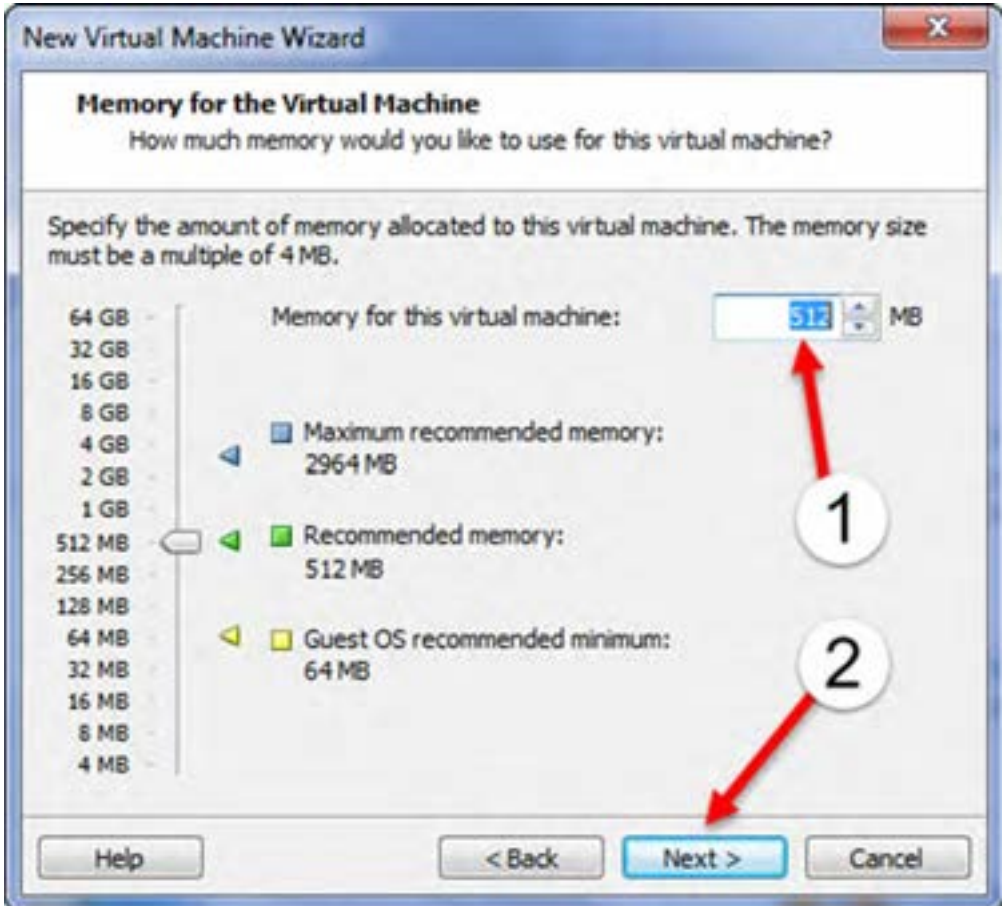 New Virtual Machine Wizard
x
Memory for the Virtual Machine
How much memory would you like to use for this virtual machine?
Specify the amount of memory allocated to this virtual machine. The memory size
must be a multiple of 4 MB.
Memory for this virtual machine: 512 MB
64 GB
32 GB
16 GB
8 GB
4 GB
2 GB
1 GB
512 MB
256 MB
128 MB
64 MB
32 MB
16 MB
8 MB
4 MB
Maximum recommended memory:
2964 MB
Recommended memory:
512 MB
Guest OS recommended minimum:
64 MB
1
2
Help < Back Next > Cancel